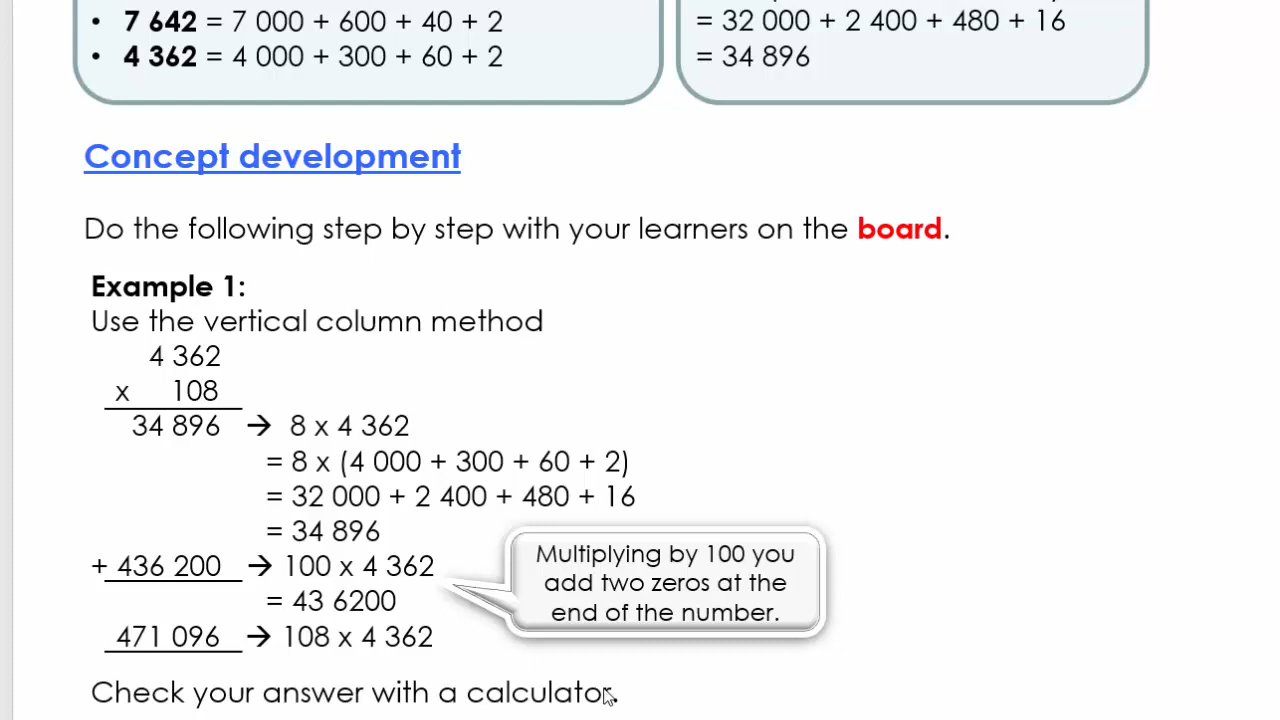 • 7 642 = 7 000 + 600 + 40 + 2
• 4 362 = 4 000 + 300 + 60 + 2
= 32 000 + 2 400 + 480 + 16
= 34 896
Concept development
Do the following step by step with your learners on the board.
Example 1:
Use the vertical column method
4 362
x 108
34 896 → 8 x 4 362
= 8 x (4 000 + 300 + 60 + 2)
= 32 000 + 2 400 + 480 + 16
= 34 896
+ 436 200 → 100 x 4 362
= 43 6200
471 096 → 108 x 4 362
Multiplying by 100 you
add two zeros at the
end of the number.
Check your answer with a calculator.